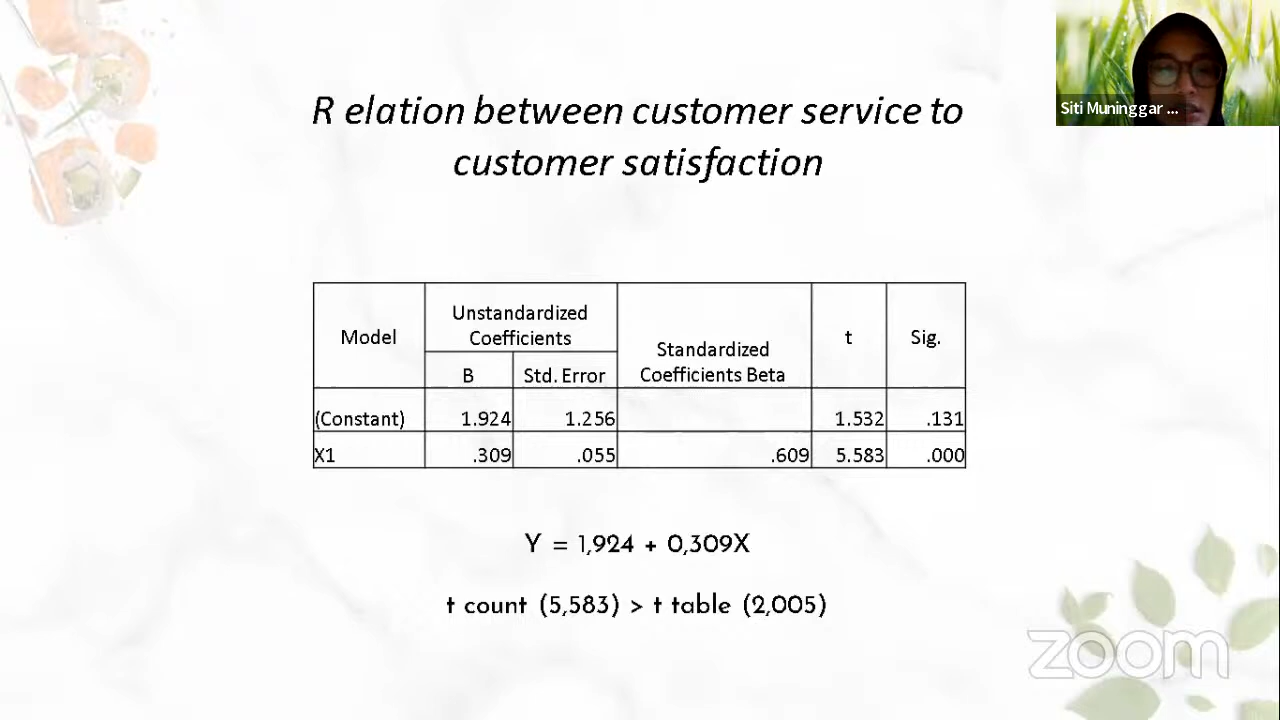 R elation between customer service to
customer satisfaction
Siti Muninggar ...
Model
Unstandardized
Coefficients
Standardized
Coefficients Beta
t
Sig.
B
Std. Error
(Constant) 1.924 1.256 1.532 .131
X1 .309 .055 .609 5.583 .000
Y = 1,924 + 0,309X
t count (5,583) > t table (2,005)
zoom